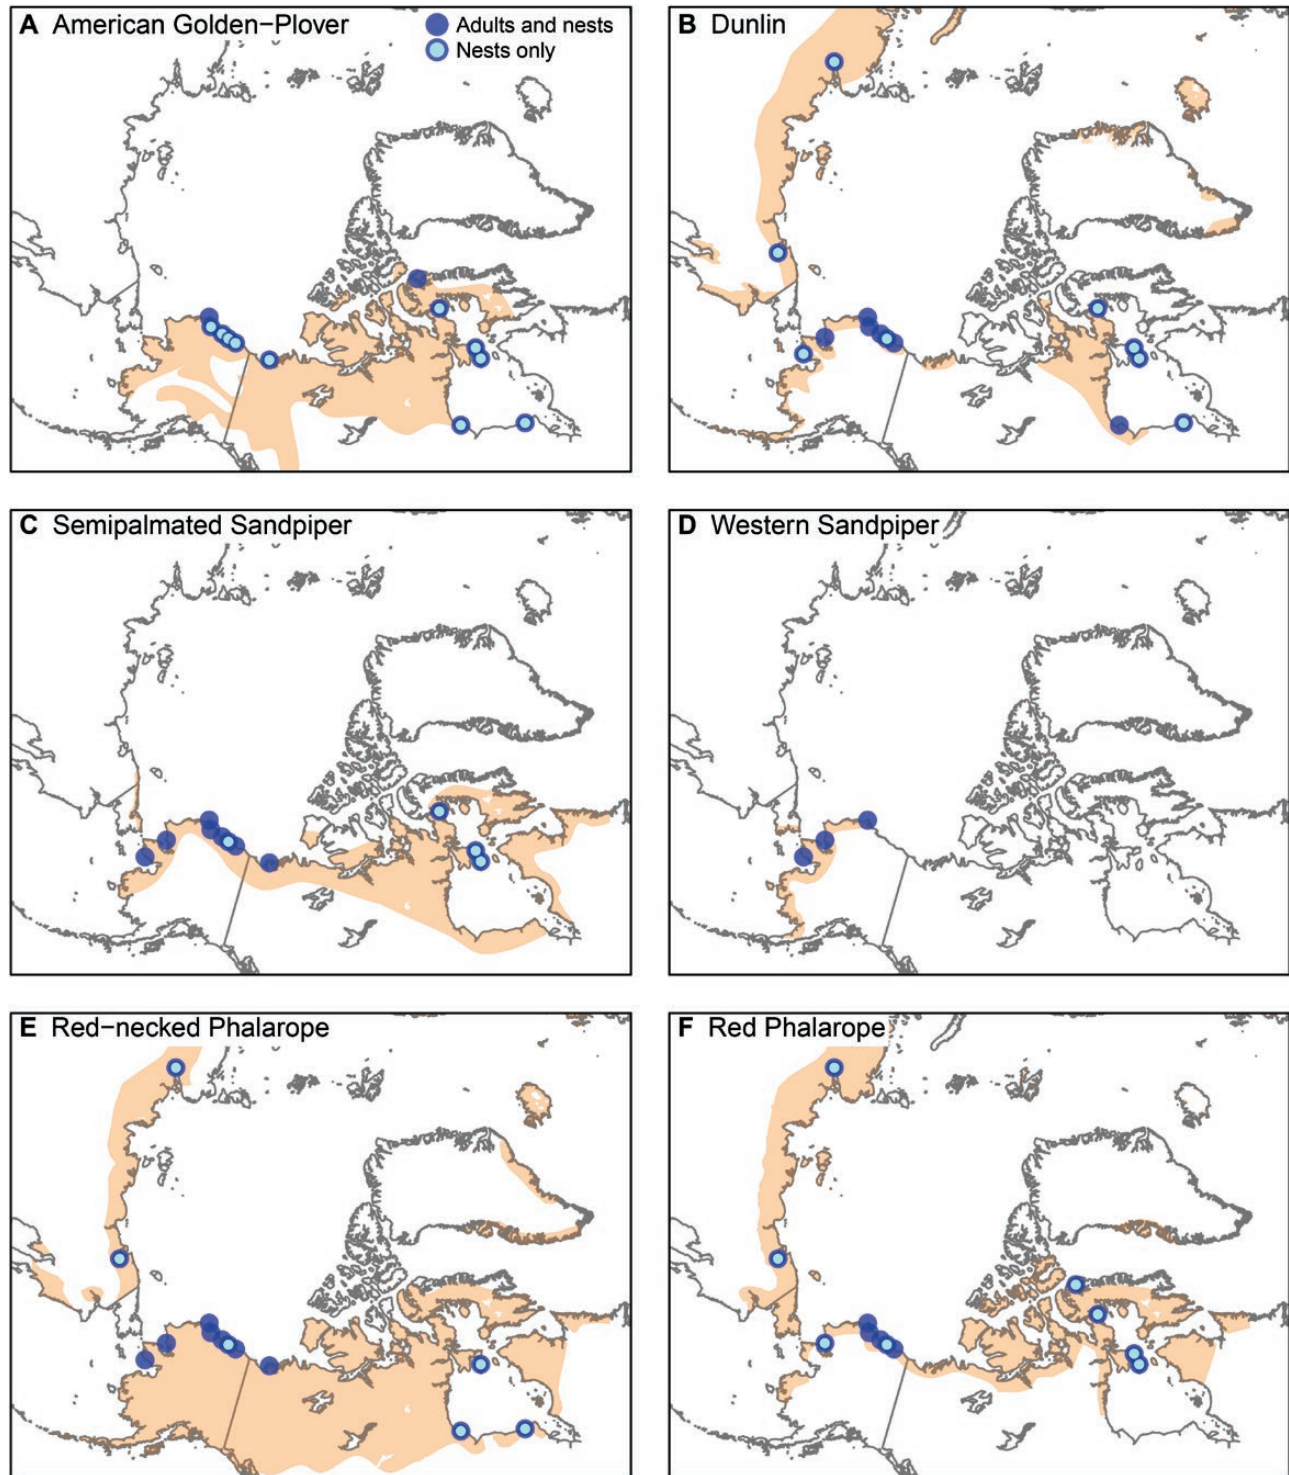 A American Golden−Plover
Adults and nests
Nests only
B Dunlin
C Semipalmated Sandpiper
D Western Sandpiper
E Red−necked Phalarope
F Red Phalarope